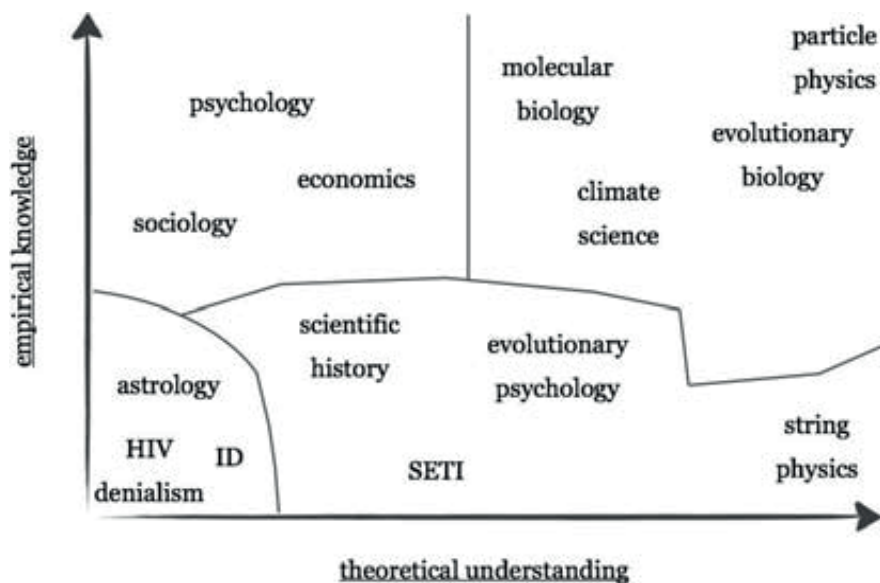 particle
physics
molecular
biology
psychology
evolutionary
biology
economics
climate
science
sociology
empirical knowledge
scientific
history
evolutionary
psychology
astrology
string
physics
HIV
denialism
ID
SETI
theoretical understanding